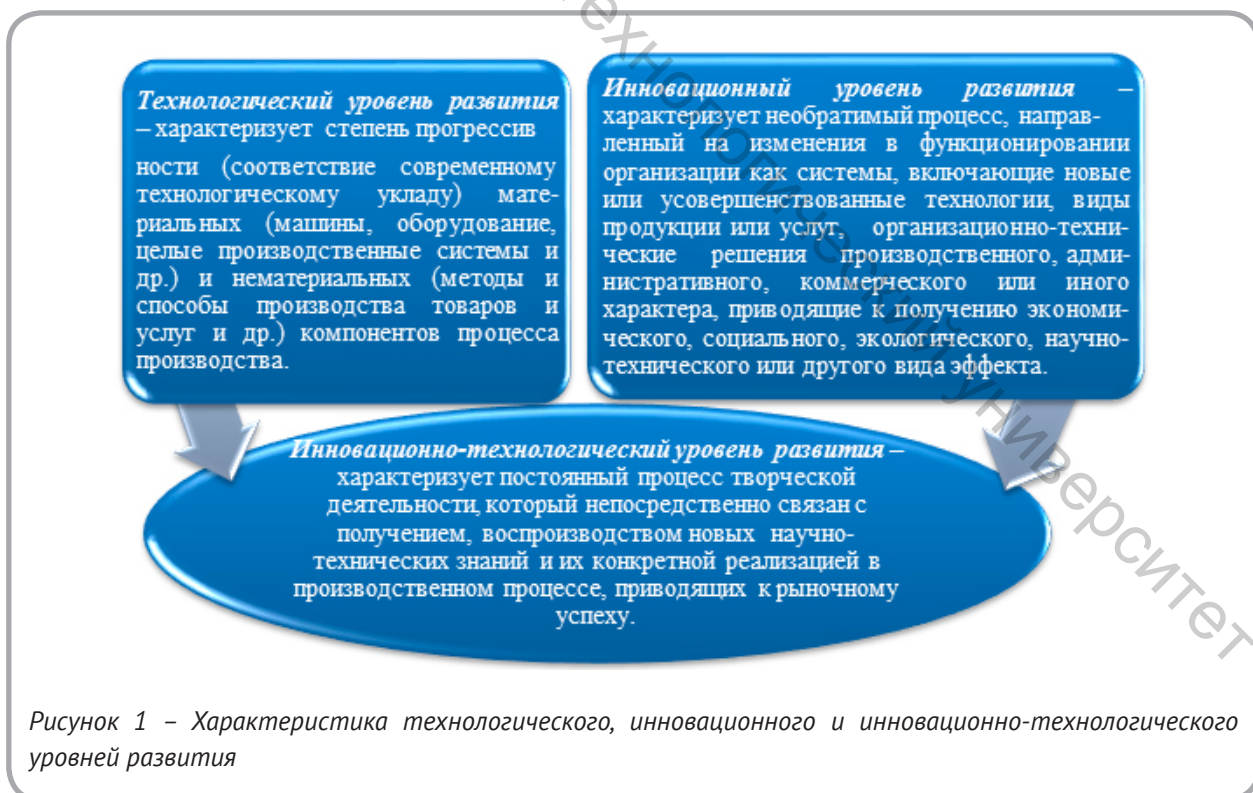 технологический университет
Технологический уровень развития
– характеризует степень прогрессив
ности (соответствие современному
технологическому укладу) мате-
риальных (машины, оборудование,
целые производственные системы и
др.) и нематериальных (методы и
способы производства товаров и
услуг и др.) компонентов процесса
производства.
Инновационный уровень развития –
характеризует необратимый процесс, направ-
ленный на изменения в функционировании
организации как системы, включающие новые
или усовершенствованные технологии, виды
продукции или услуг, организационно-техни-
ческие решения производственного, адми-
нистративного, коммерческого или иного
характера, приводящие к получению экономи-
ческого, социального, экологического, научно-
технического или другого вида эффекта.
Инновационно-технологический уровень развития –
характеризует постоянный процесс творческой
деятельности, который непосредственно связан с
получением, воспроизводством новых научно-
технических знаний и их конкретной реализацией в
производственном процессе, приводящих к рыночному
успеху.
Рисунок 1 – Характеристика технологического, инновационного и инновационно-технологического
уровней развития